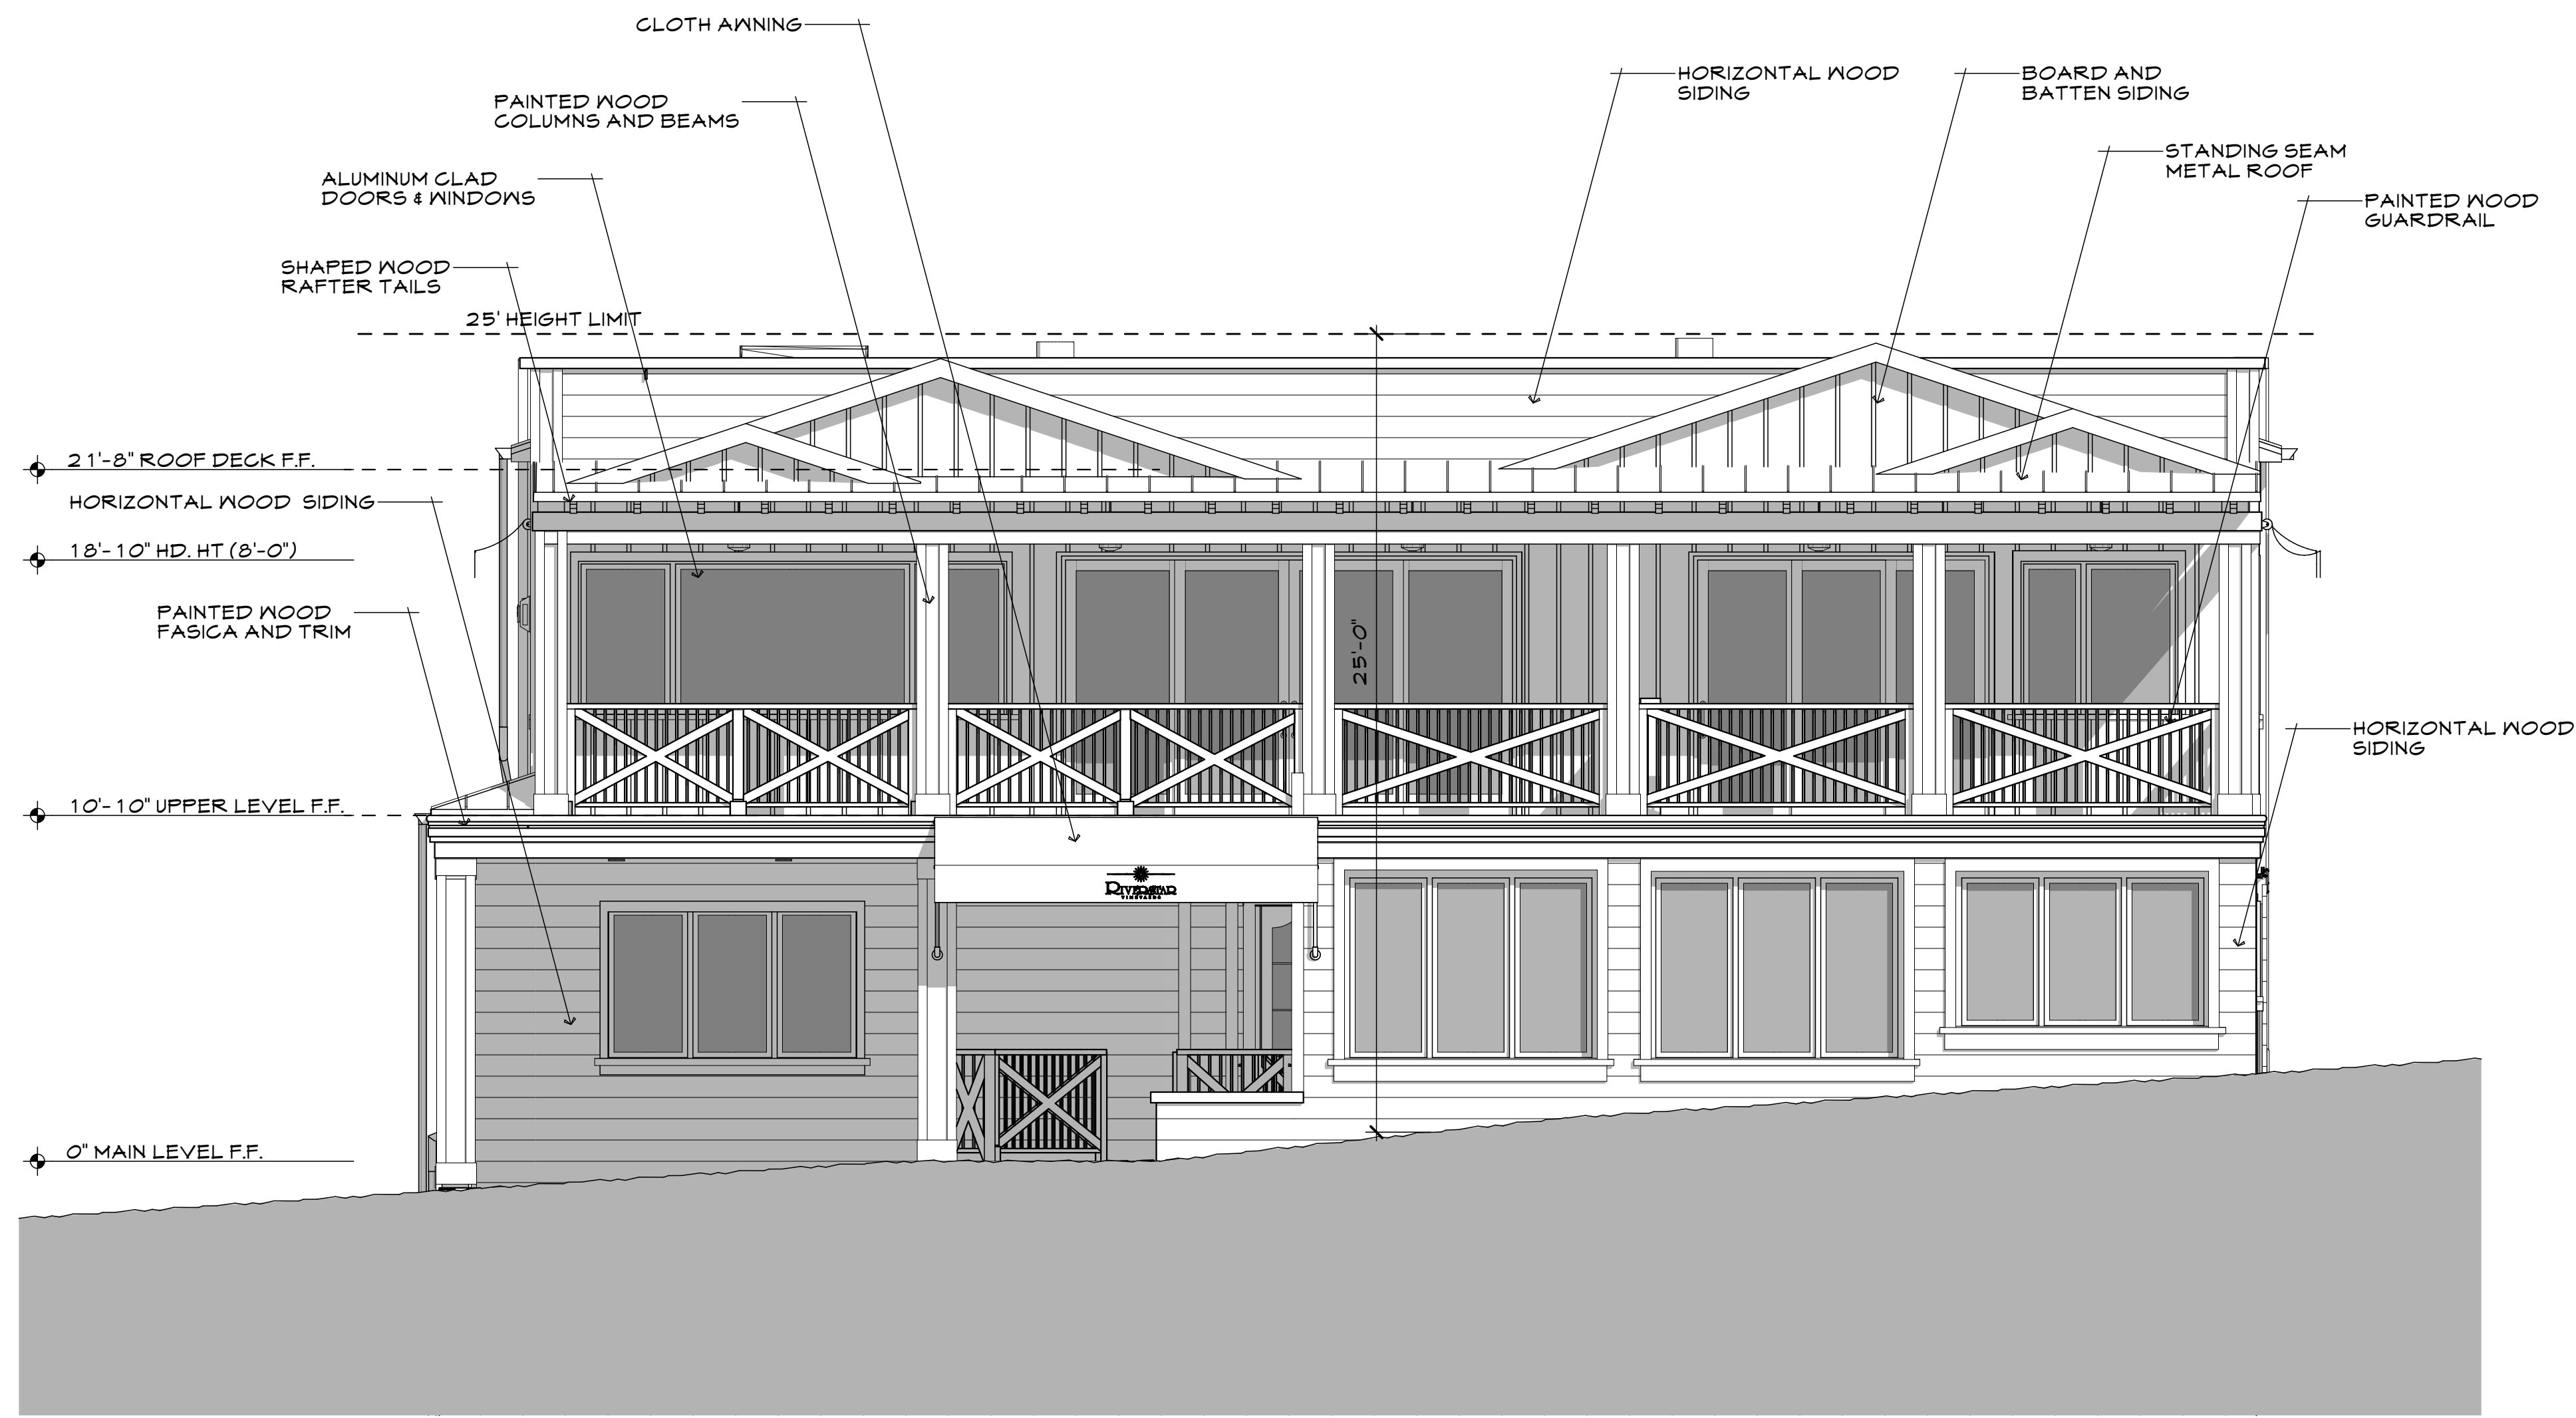 CLOTH AWNING
HORIZONTAL WOOD
SIDING
BOARD AND
BATTEN SIDING
PAINTED WOOD
COLUMNS AND BEAMS
STANDING SEAM
METAL ROOF
ALUMINUM CLAD
DOORS & WINDOWS
PAINTED WOOD
GUARDRAIL
SHAPED WOOD
RAFTER TAILS
25' HEIGHT LIMIT
21'-8" ROOF DECK F.F.
HORIZONTAL WOOD SIDING
18'-10" HD. HT (8'-0")
PAINTED WOOD
FASICA AND TRIM
25'-0"
HORIZONTAL WOOD
SIDING
10'-10" UPPER LEVEL F.F.
RIVERSTAR
VINEYARDS
0" MAIN LEVEL F.F.